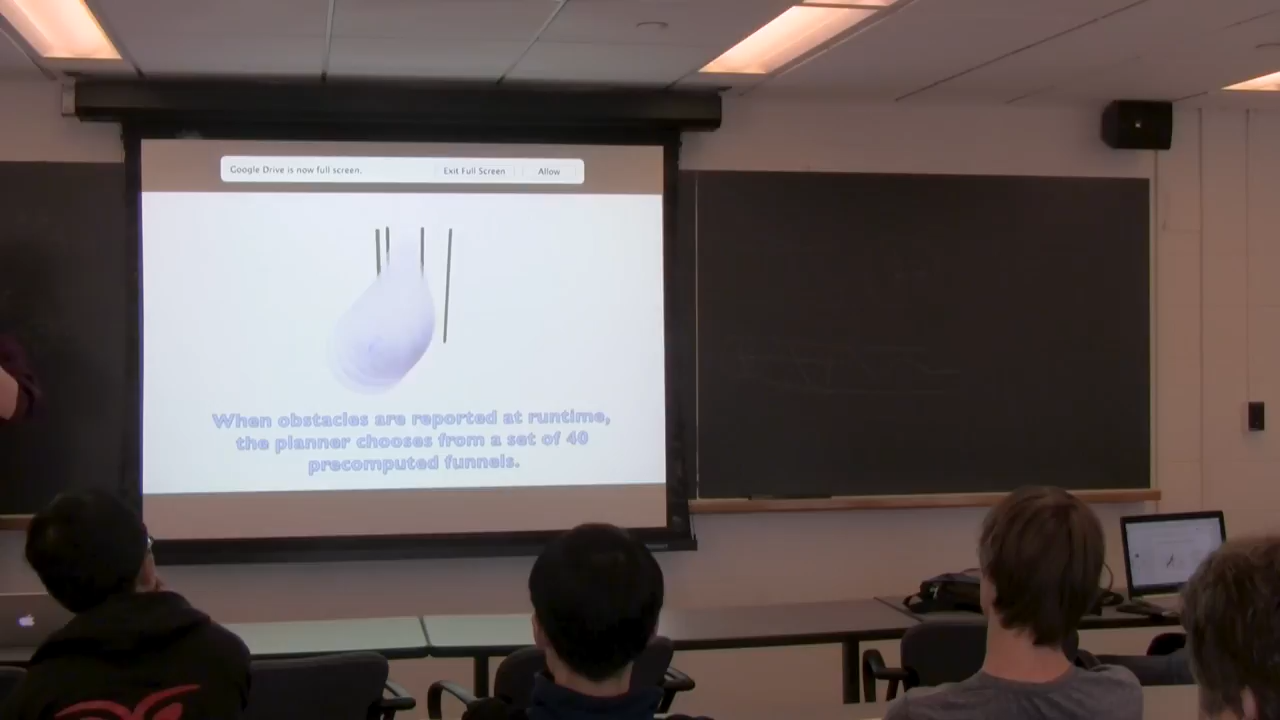 Google Drive is now full screen. Exit Full Screen Allow
When obstacles are reported at runtime,
the planner chooses from a set of 40
precomputed funnels.